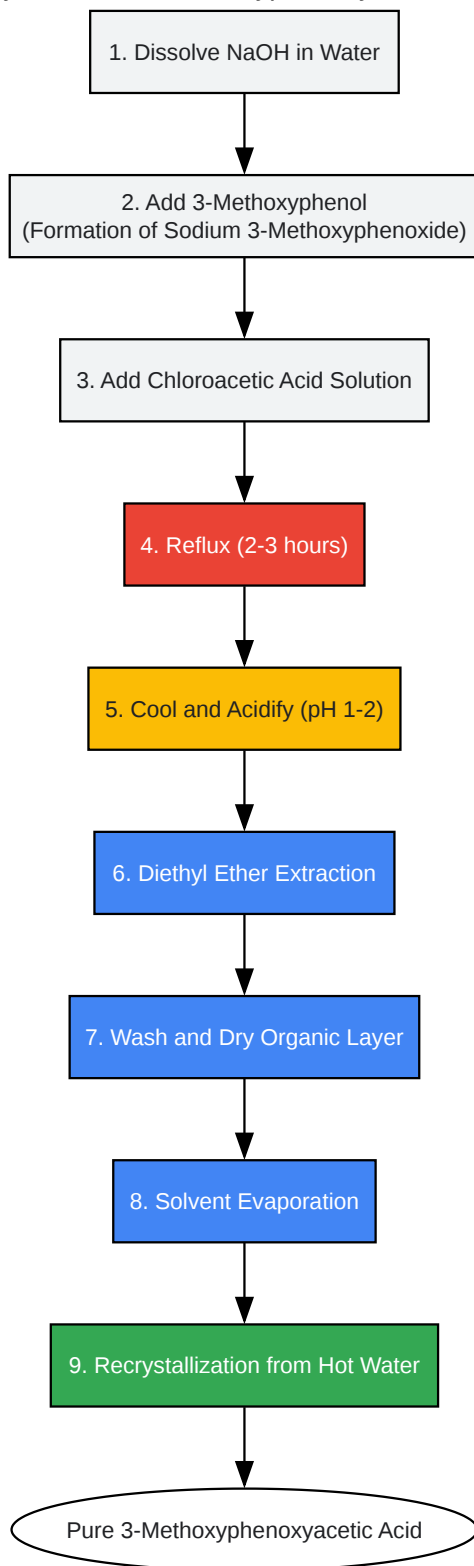 1. Dissolve NaOH in Water
2. Add 3-Methoxyphenol
(Formation of Sodium 3-Methoxyphenoxide)
3. Add Chloroacetic Acid Solution
4. Reflux (2-3 hours)
5. Cool and Acidify (pH 1-2)
6. Diethyl Ether Extraction
7. Wash and Dry Organic Layer
8. Solvent Evaporation
9. Recrystallization from Hot Water
Pure 3-Methoxyphenoxyacetic Acid